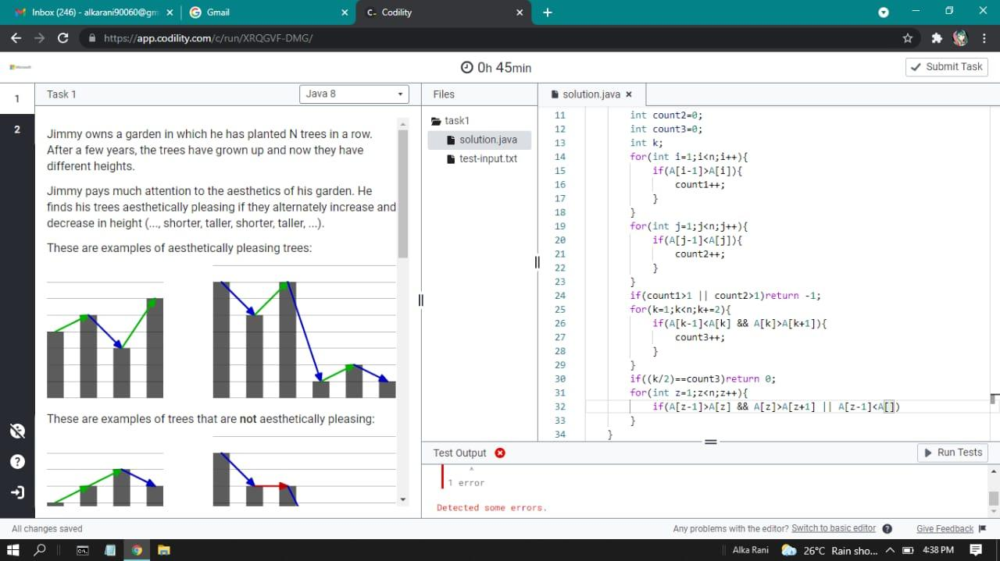 Inbox (246) - alkarani90060@gm
Gmail
Codility
https://app.codility.com/c/run/XRQGVF-DMG/
Microsoft
0h 45min
Submit Task
1
2
Task 1
Java 8
Jimmy owns a garden in which he has planted N trees in a row.
After a few years, the trees have grown up and now they have
different heights.
Jimmy pays much attention to the aesthetics of his garden. He
finds his trees aesthetically pleasing if they alternately increase and
decrease in height (..., shorter, taller, shorter, taller, ...).
These are examples of aesthetically pleasing trees:
These are examples of trees that are not aesthetically pleasing:
Files
task1
solution.java
test-input.txt
solution.java
11 int count2=0;
12 int count3=0;
13 int k;
14 for(int i=1;i<n;i++){
15 if(A[i-1]>A[i]){
16 count1++;
17 }
18 }
19 for(int j=1;j<n;j++){
20 if(A[j-1]<A[j]){
21 count2++;
22 }
23 }
24 if(count1>1 || count2>1)return -1;
25 for(k=1;k<n;k+=2){
26 if(A[k-1]<A[k] && A[k]>A[k+1]){
27 count3++;
28 }
29 }
30 if((k/2)==count3)return 0;
31 for(int z=1;z<n;z++){
32 if(A[z-1]>A[z] && A[z]>A[z+1] || A[z-1]<A[])
33 }
34 }
Test Output
Run Tests
^
1 error
Detected some errors.
All changes saved
Any problems with the editor? Switch to basic editor
Give Feedback
Alka Rani
26°C Rain sho...
4:38 PM